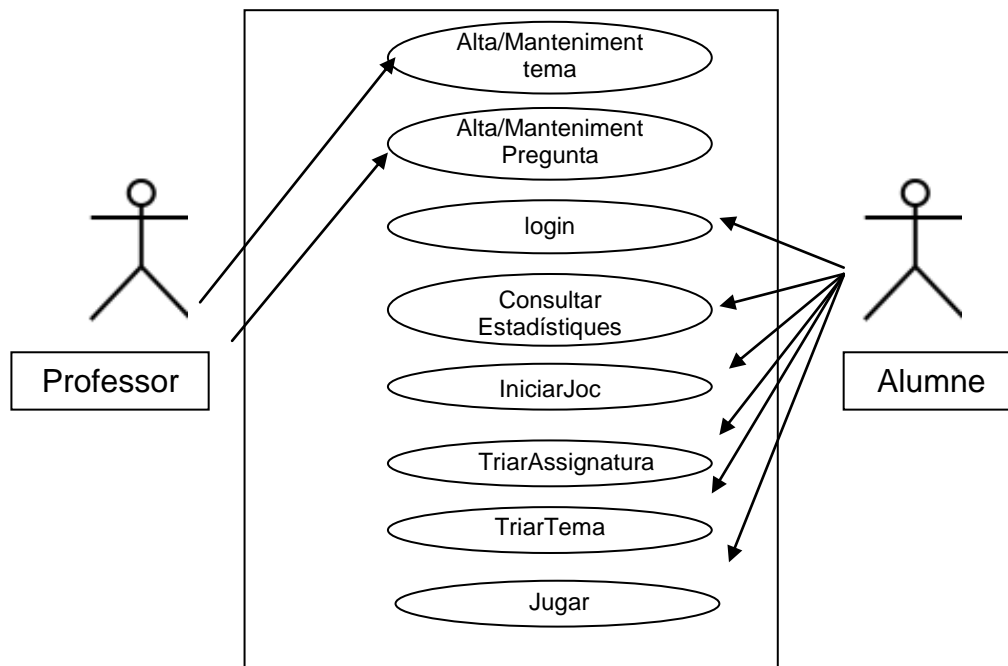 Alta/Manteniment
tema
Alta/Manteniment
Pregunta
login
Consultar
Estadístiques
IniciarJoc
TriarAssignatura
TriarTema
Jugar
Professor
Alumne